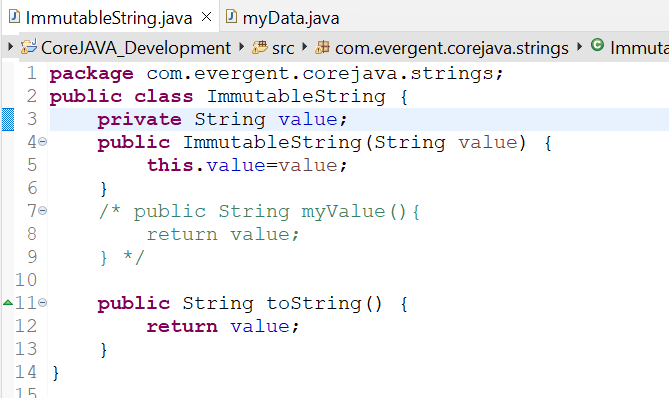 ImmutableString.java × myData.java
CoreJAVA_Development src com.evergent.corejava.strings Immuta
1 package com.evergent.corejava.strings;
2 public class ImmutableString {
3     private String value;
4     public ImmutableString(String value) {
5         this.value=value;
6     }
7     /* public String myValue(){
8         return value;
9     } */
10
11     public String toString() {
12         return value;
13     }
14 }
15